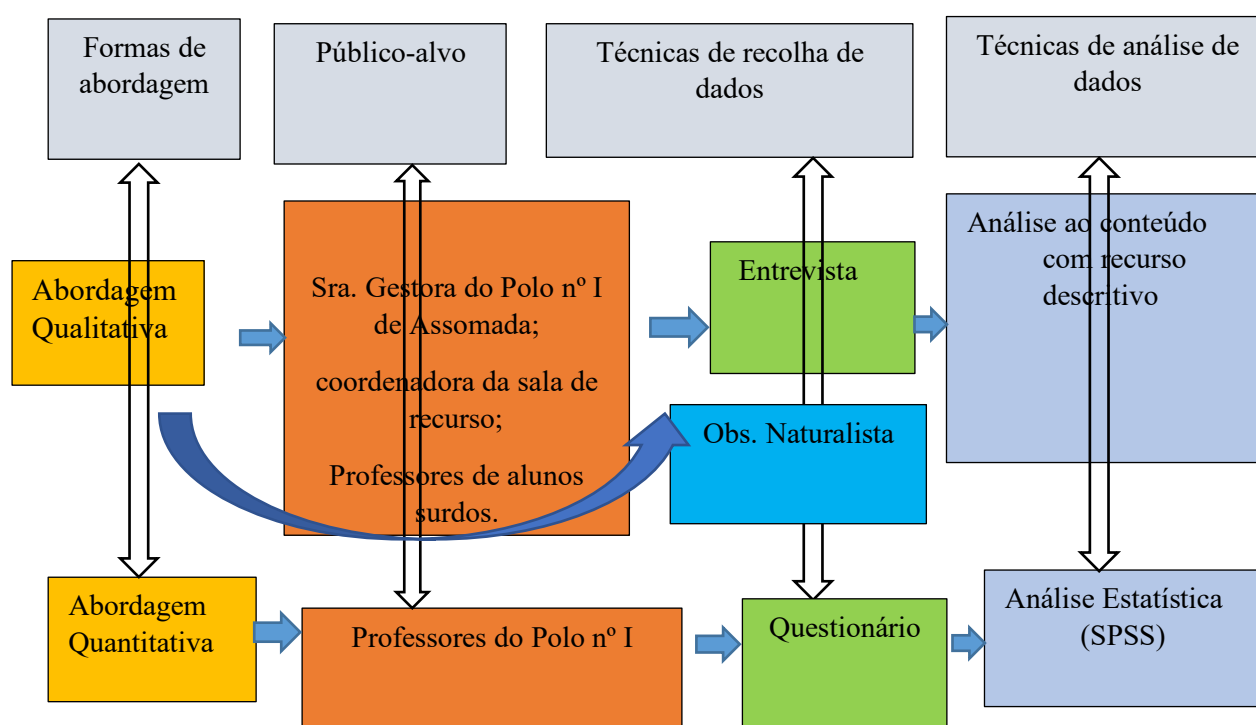 Formas de
abordagem
Público-alvo
Técnicas de recolha de
dados
Técnicas de análise de
dados
Abordagem
Qualitativa
Sra. Gestora do Polo nº I
de Assomada;
coordenadora da sala de
recurso;
Professores de alunos
surdos.
Entrevista
Análise ao conteúdo
com recurso
descritivo
Obs. Naturalista
Abordagem
Quantitativa
Professores do Polo nº I
Questionário
Análise Estatística
(SPSS)